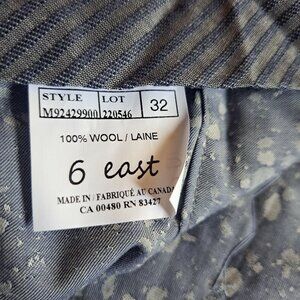 STYLE LOT 32
M92429900 220546
100% WOOL / LAINE
6 east
MADE IN / FABRIQUÉ AU CANADA
CA 00480 RN 83427